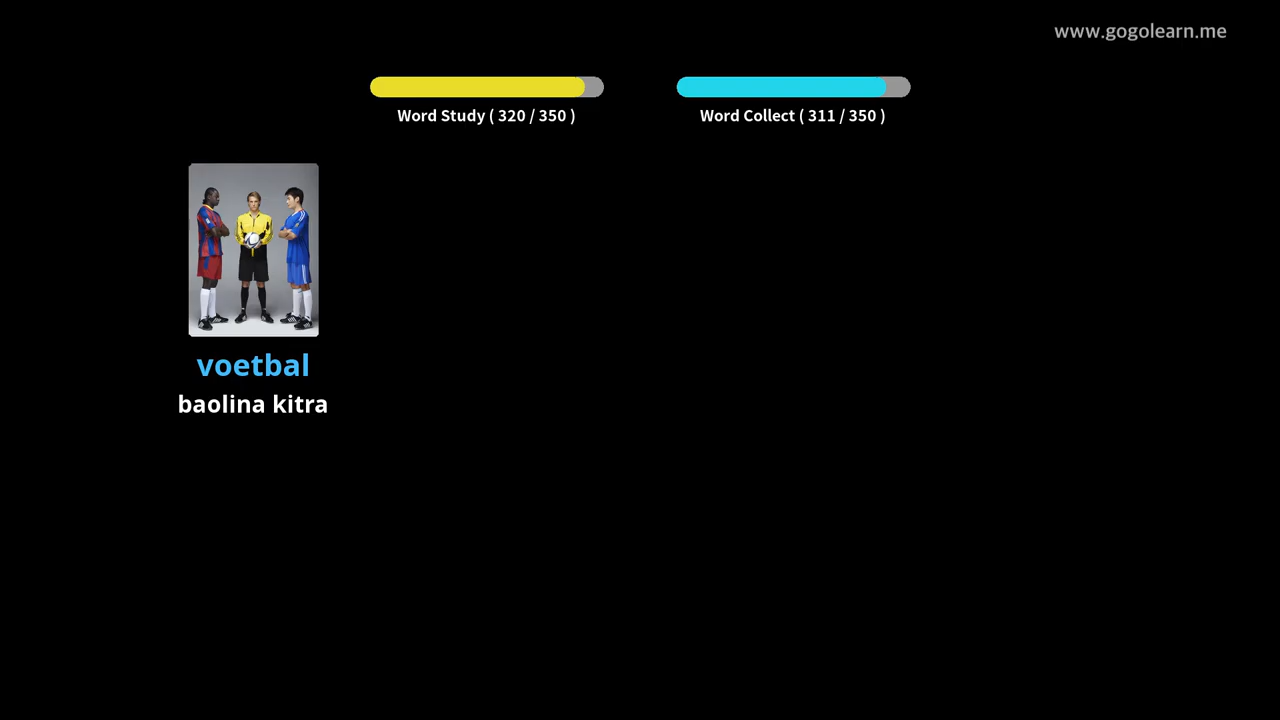 www.gogolearn.me
Word Study ( 320 / 350 )
Word Collect ( 311 / 350 )
voetbal
baolina kitra